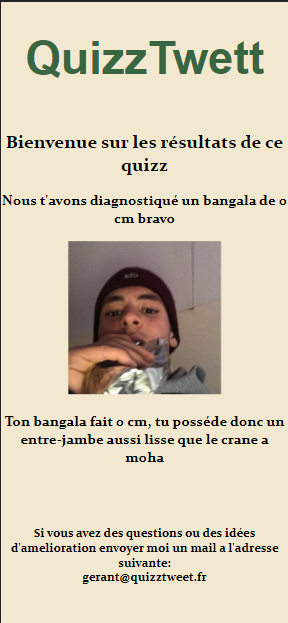 QuizzTwett
Bienvenue sur les résultats de ce
quizz
Nous t'avons diagnostiqué un bangala de 0
cm bravo
Ton bangala fait 0 cm, tu posséde donc un
entre-jambe aussi lisse que le crane a
moha
Si vous avez des questions ou des idées
d'amelioration envoyer moi un mail a l'adresse
suivante:
gerant@quizztweet.fr